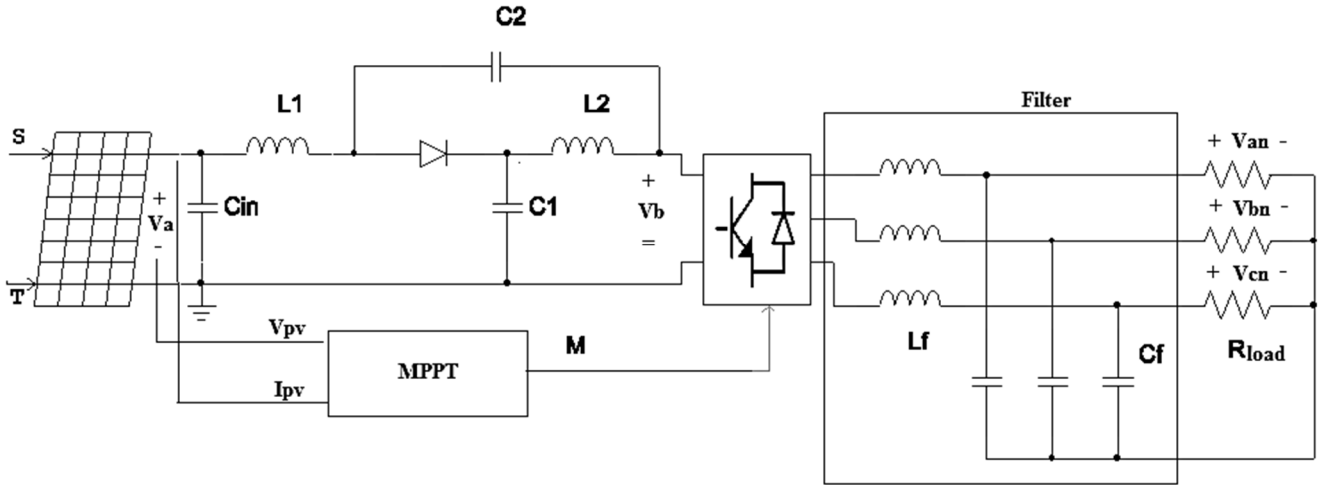 C2
Filter
L1
L2
S
+ Van -
+
Va
-
Cin
C1
+
Vb
=
+ Vbn -
+ Vcn -
T
Vpv
Ipv
MPPT
M
Lf
Cf
Rload